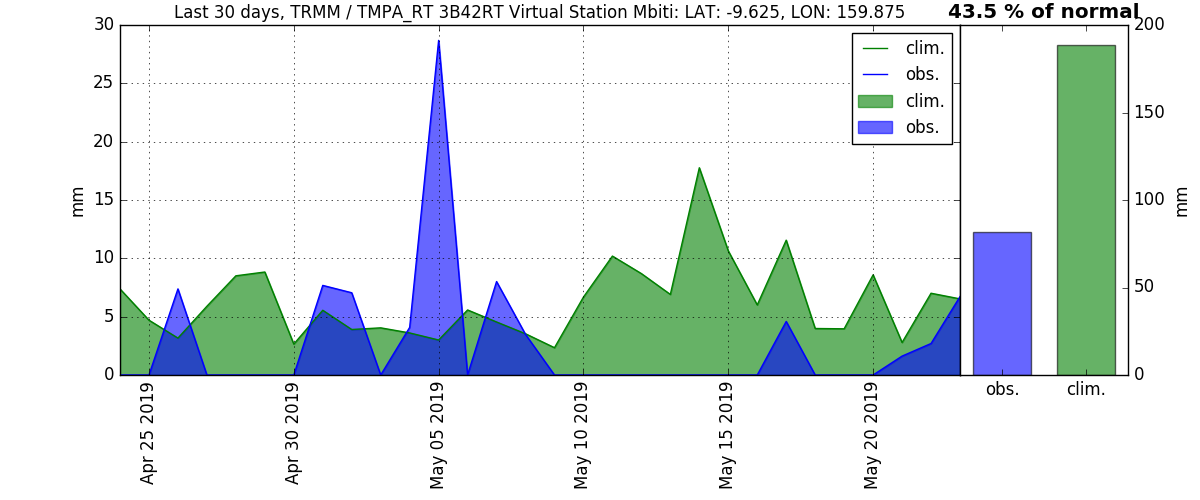 Last 30 days, TRMM / TMPA_RT 3B42RT Virtual Station Mbiti: LAT: -9.625, LON: 159.875
43.5 % of normal
30
25
20
15
10
5
0
mm
clim.
obs.
clim.
obs.
Apr 25 2019
Apr 30 2019
May 05 2019
May 10 2019
May 15 2019
May 20 2019
200
150
100
50
0
mm
obs.
clim.